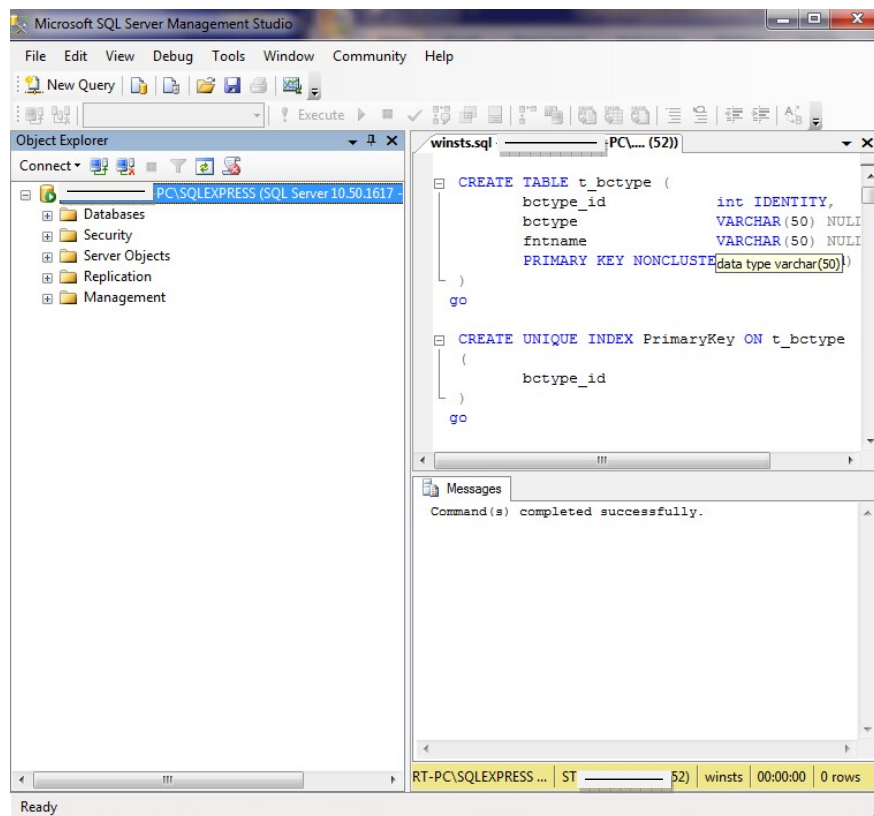 Microsoft SQL Server Management Studio
File Edit View Debug Tools Window Community Help
New Query
Execute
Object Explorer
Connect
-PC\SQLEXPRESS (SQL Server 10.50.1617 -
Databases
Security
Server Objects
Replication
Management
winsts.sql - -PC\.... (52))
CREATE TABLE t_bctype (
bctype_id int IDENTITY,
bctype VARCHAR(50) NULL
fntname VARCHAR(50) NULL
PRIMARY KEY NONCLUSTE
data type varchar(50)
)
go
CREATE UNIQUE INDEX PrimaryKey ON t_bctype
(
bctype_id
)
go
Messages
Command(s) completed successfully.
RT-PC\SQLEXPRESS ... ST 52) winsts 00:00:00 0 rows
Ready